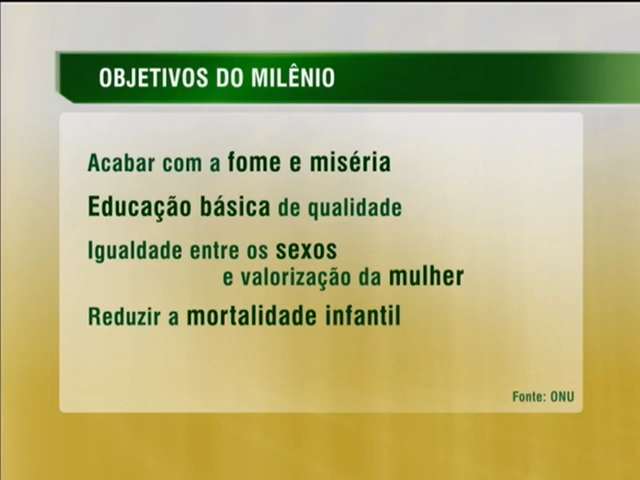 OBJETIVOS DO MILÊNIO
Acabar com a fome e miséria
Educação básica de qualidade
Igualdade entre os sexos
e valorização da mulher
Reduzir a mortalidade infantil
Fonte: ONU